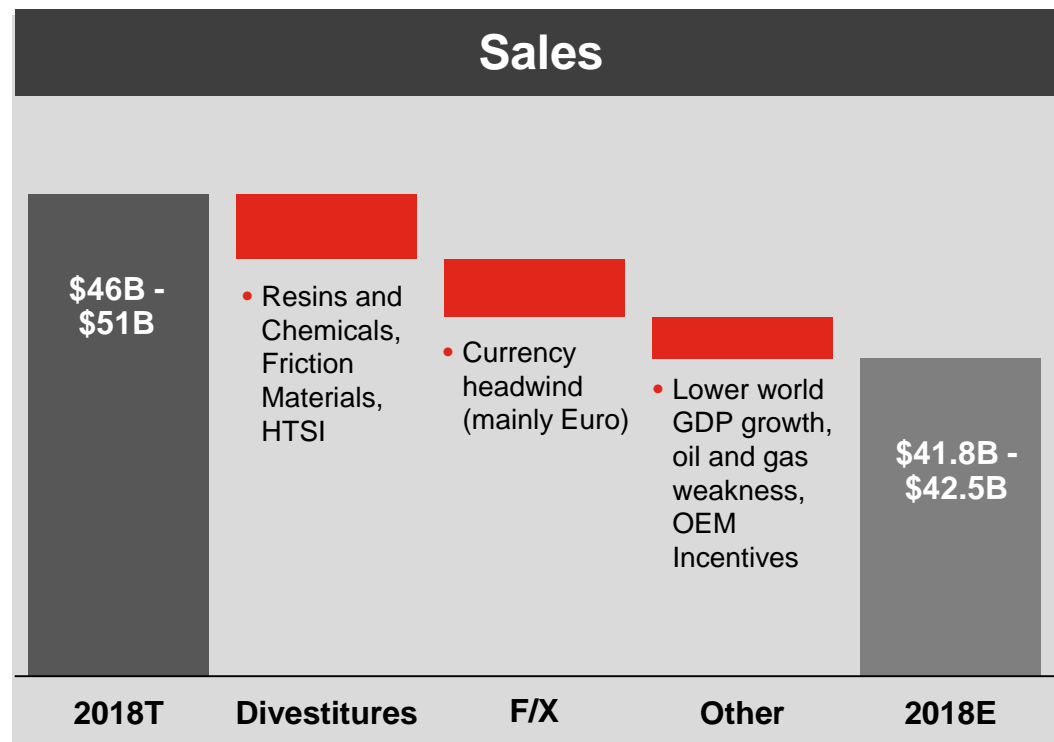 Sales
$46B -
$51B
• Resins and
Chemicals,
Friction
Materials,
HTSI
• Currency
headwind
(mainly Euro)
• Lower world
GDP growth,
oil and gas
weakness,
OEM
Incentives
$41.8B -
$42.5B
2018T
Divestitures
F/X
Other
2018E